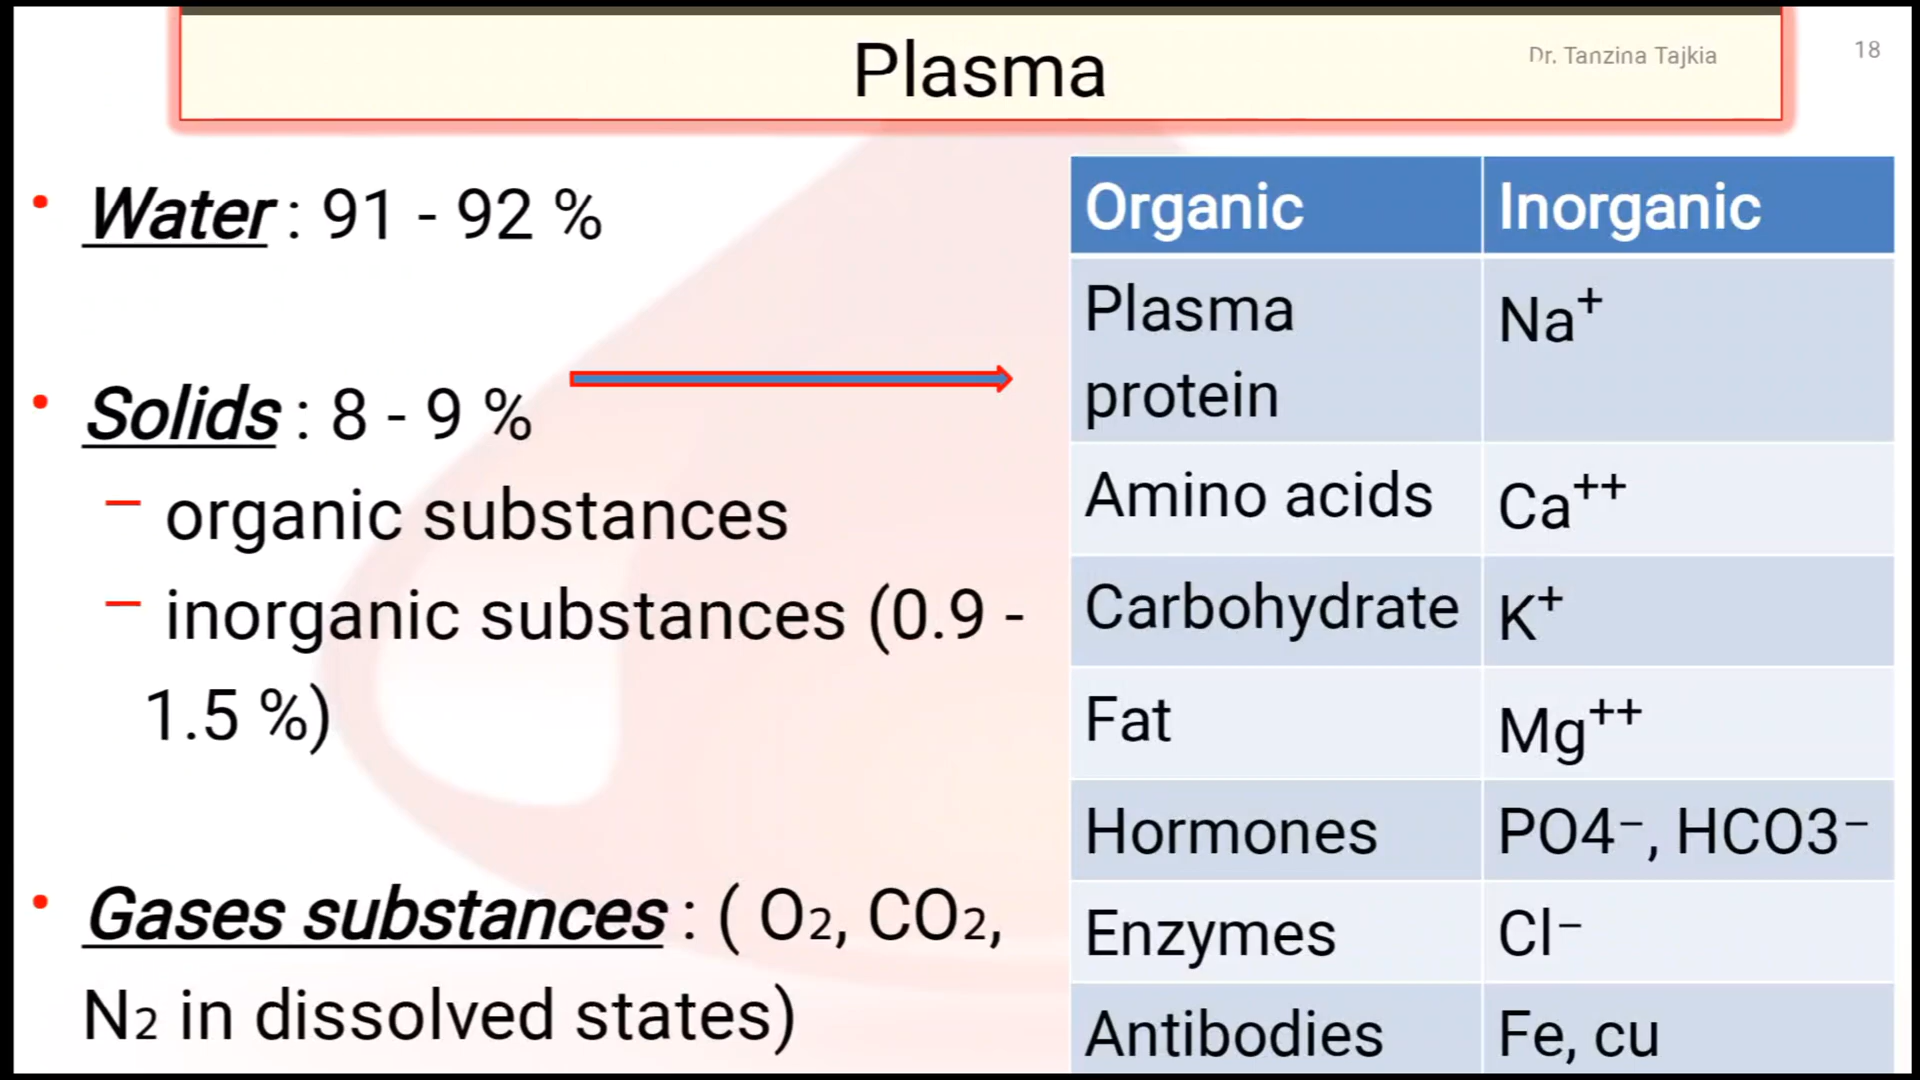 Plasma
Dr. Tanzina Tajkia
18
• Water : 91 - 92 %
• Solids : 8 - 9 %
– organic substances
– inorganic substances (0.9 -
1.5 %)
• Gases substances : ( O₂, CO₂,
N₂ in dissolved states)
Organic Inorganic
Plasma
protein Na⁺
Amino acids Ca⁺⁺
Carbohydrate K⁺
Fat Mg⁺⁺
Hormones PO4⁻, HCO3⁻
Enzymes Cl⁻
Antibodies Fe, cu